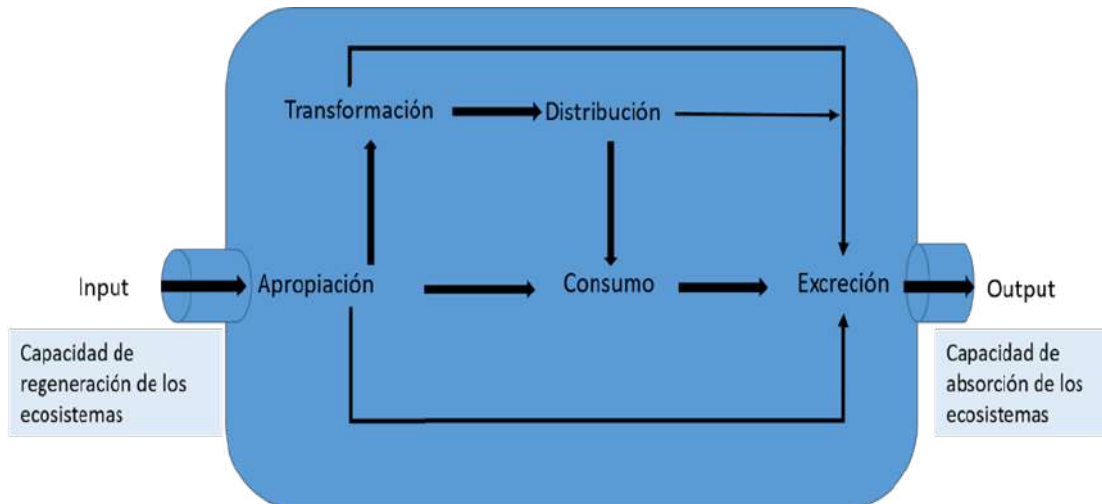 Transformación
Distribución
Input
Apropiación
Consumo
Excreción
Output
Capacidad de
regeneración de los
ecosistemas
Capacidad de
absorción de los
ecosistemas